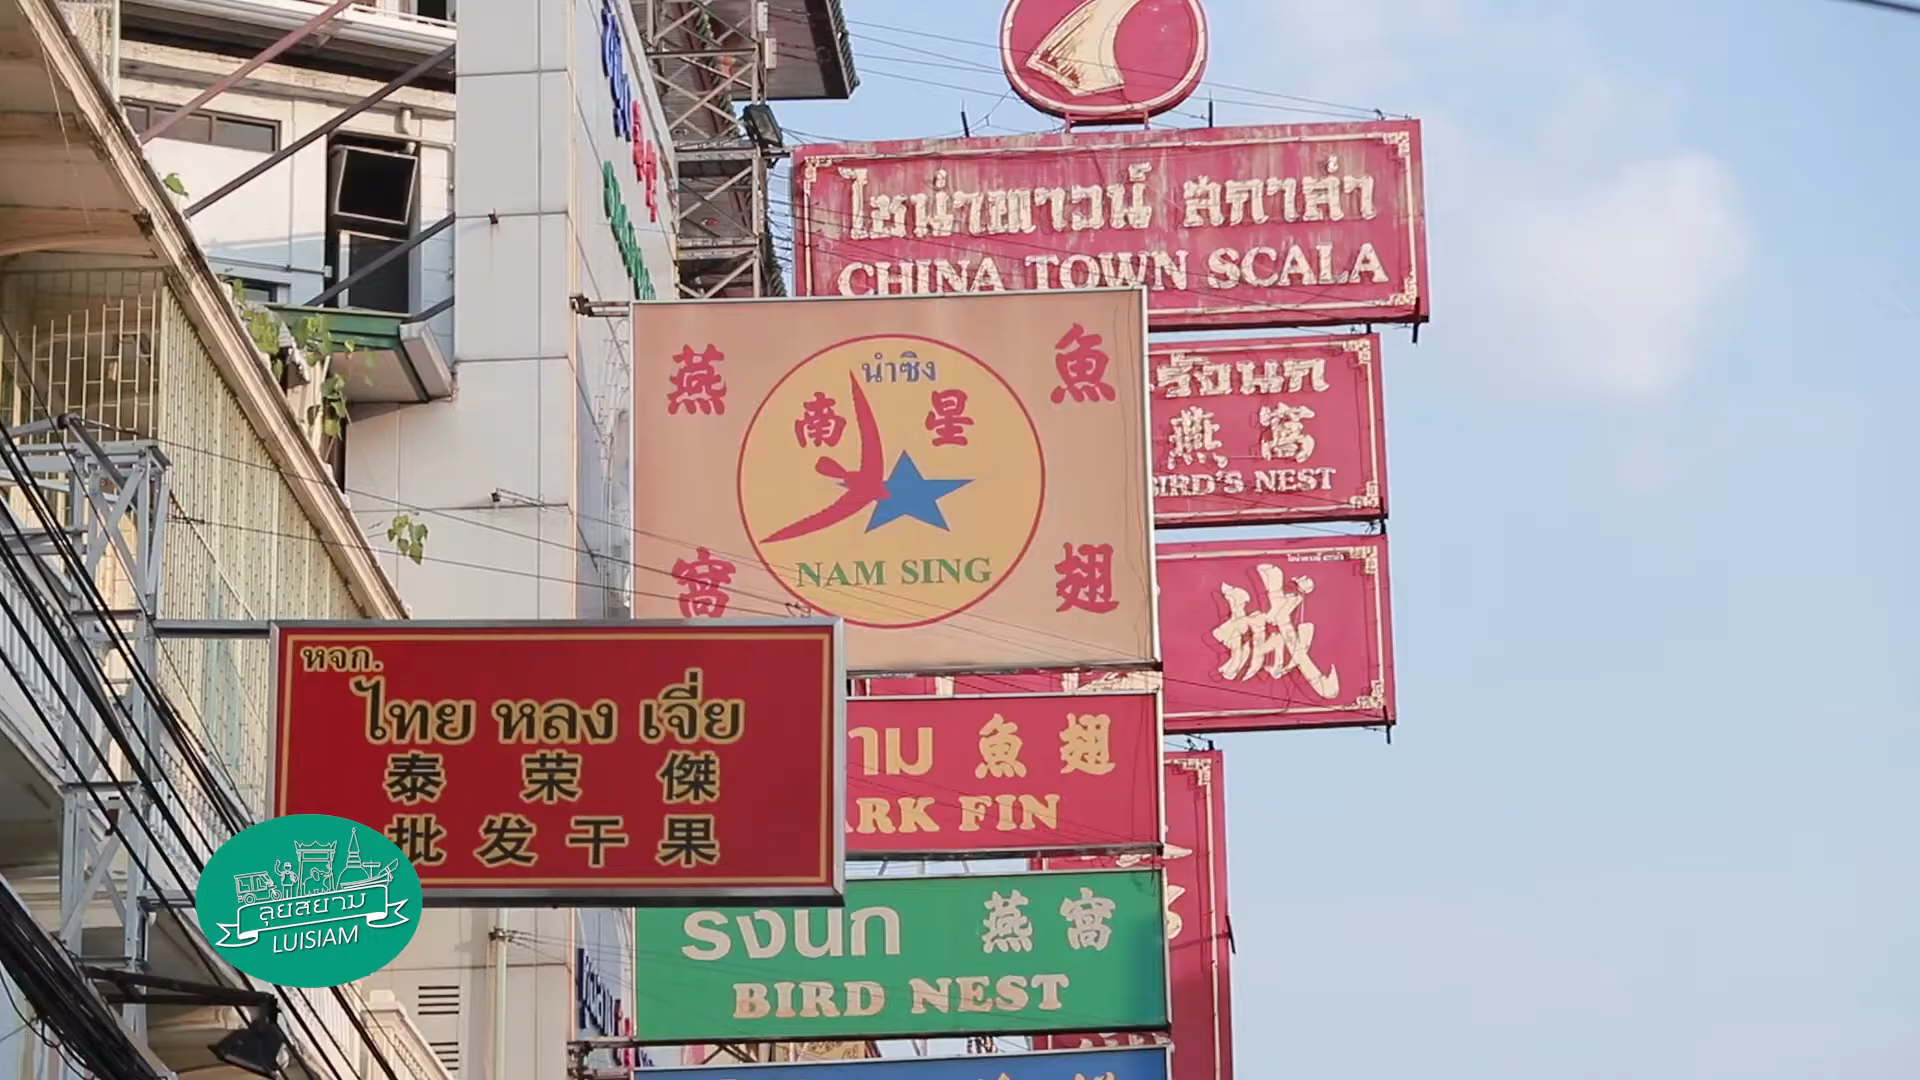 ไชน่าทาวน์ สกาล่า
CHINA TOWN SCALA
รังนก
燕 窩
BIRD'S NEST
城
燕 魚
นำซิง
南 星
NAM SING
窩 翅
หจก.
ไทย หลง เจี่ย
泰 荣 傑
批 发 干 果
魚 翅
FIN
รังนก 燕 窩
BIRD NEST
ลุยสยาม
LUISIAM